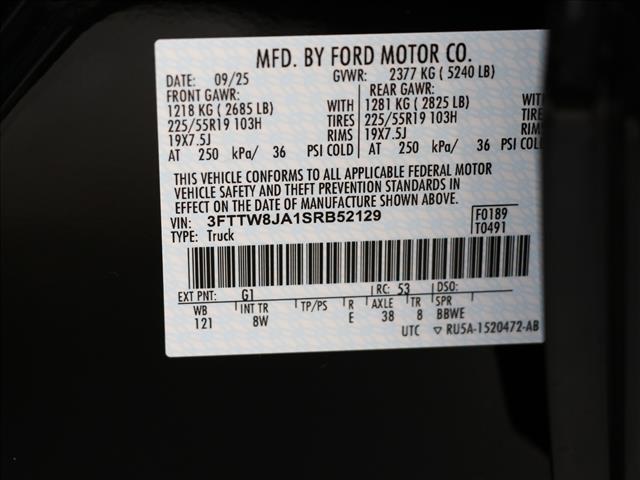 MFD. BY FORD MOTOR CO.
DATE: 09/25 GVWR: 2377 KG ( 5240 LB)
FRONT GAWR: REAR GAWR:
1218 KG ( 2685 LB) WITH 1281 KG ( 2825 LB) WITH
225/55R19 103H TIRES 225/55R19 103H TIRES
19X7.5J RIMS 19X7.5J RIMS
AT 250 kPa/ 36 PSI COLD AT 250 kPa/ 36 PSI COLD
THIS VEHICLE CONFORMS TO ALL APPLICABLE FEDERAL MOTOR
VEHICLE SAFETY AND THEFT PREVENTION STANDARDS IN
EFFECT ON THE DATE OF MANUFACTURE SHOWN ABOVE.
VIN: 3FTTW8JA1SRB52129 F0189
TYPE: Truck T0491
EXT PNT: G1 RC: 53 DSO:
WB INT TR TP/PS R AXLE TR SPR
121 8W E 38 8 BBWE
UTC ▽ RU5A-1520472-AB